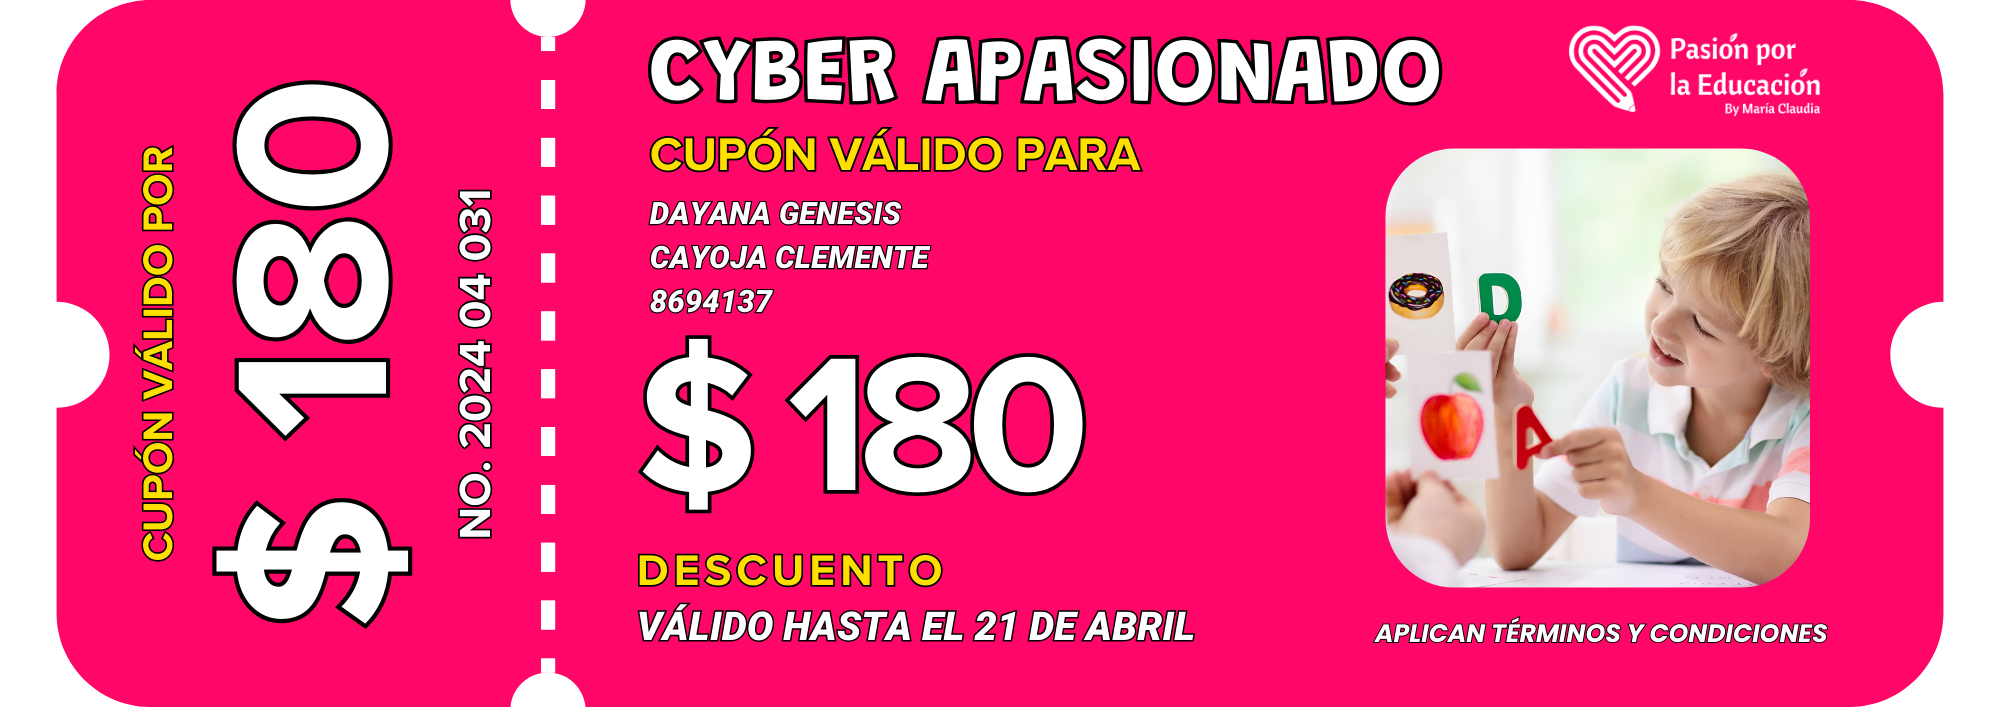 CUPÓN VÁLIDO POR
$ 180
NO. 2024 04 031
CYBER APASIONADO
Pasión por
la Educación
By María Claudia
CUPÓN VÁLIDO PARA
DAYANA GENESIS
CAYOJA CLEMENTE
8694137
$ 180
D
A
DESCUENTO
VÁLIDO HASTA EL 21 DE ABRIL
APLICAN TÉRMINOS Y CONDICIONES